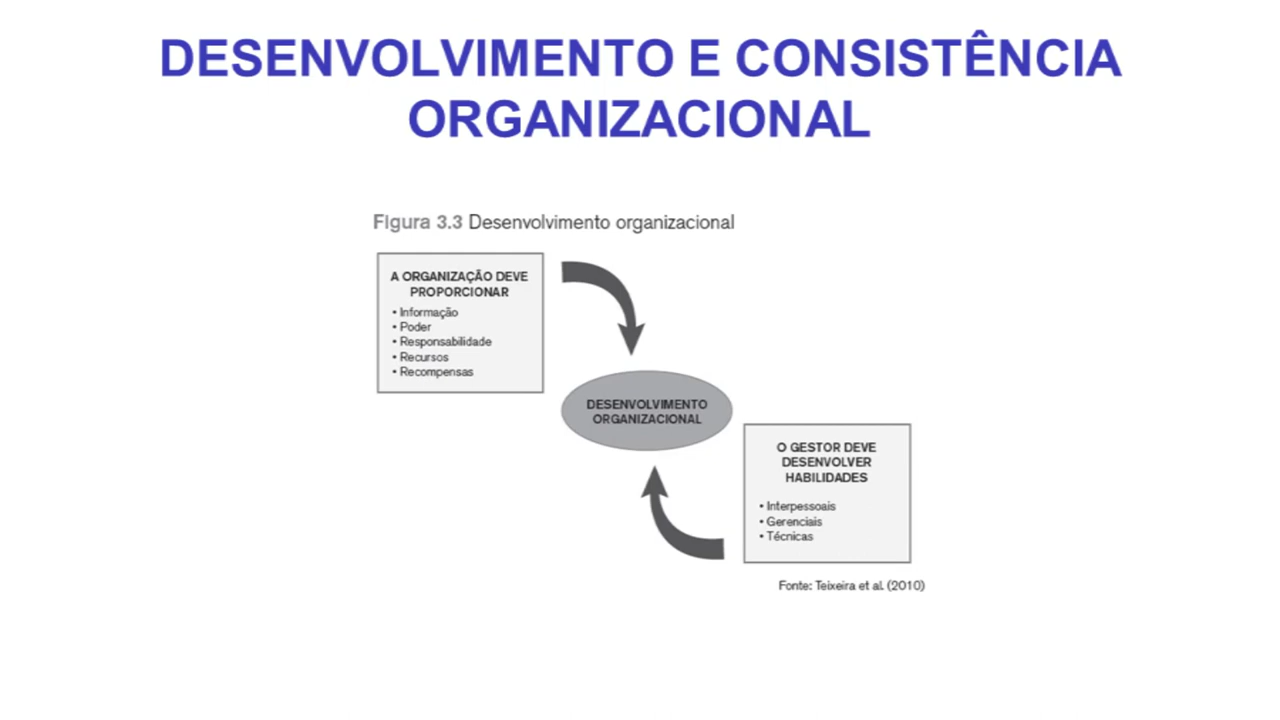 DESENVOLVIMENTO E CONSISTÊNCIA
ORGANIZACIONAL
Figura 3.3 Desenvolvimento organizacional
A ORGANIZAÇÃO DEVE
PROPORCIONAR
• Informação
• Poder
• Responsabilidade
• Recursos
• Recompensas
DESENVOLVIMENTO
ORGANIZACIONAL
O GESTOR DEVE
DESENVOLVER
HABILIDADES
• Interpessoais
• Gerenciais
• Técnicas
Fonte: Teixeira et al. (2010)